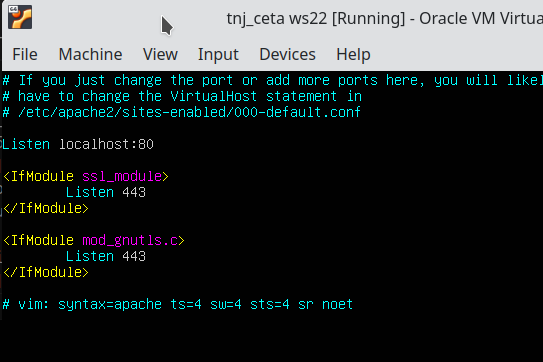 tnj_ceta ws22 [Running] - Oracle VM Virtua
File Machine View Input Devices Help
# If you just change the port or add more ports here, you will likel
# have to change the VirtualHost statement in
# /etc/apache2/sites-enabled/000-default.conf
Listen localhost:80
<IfModule ssl_module>
Listen 443
</IfModule>
<IfModule mod_gnutls.c>
Listen 443
</IfModule>
# vim: syntax=apache ts=4 sw=4 sts=4 sr noet